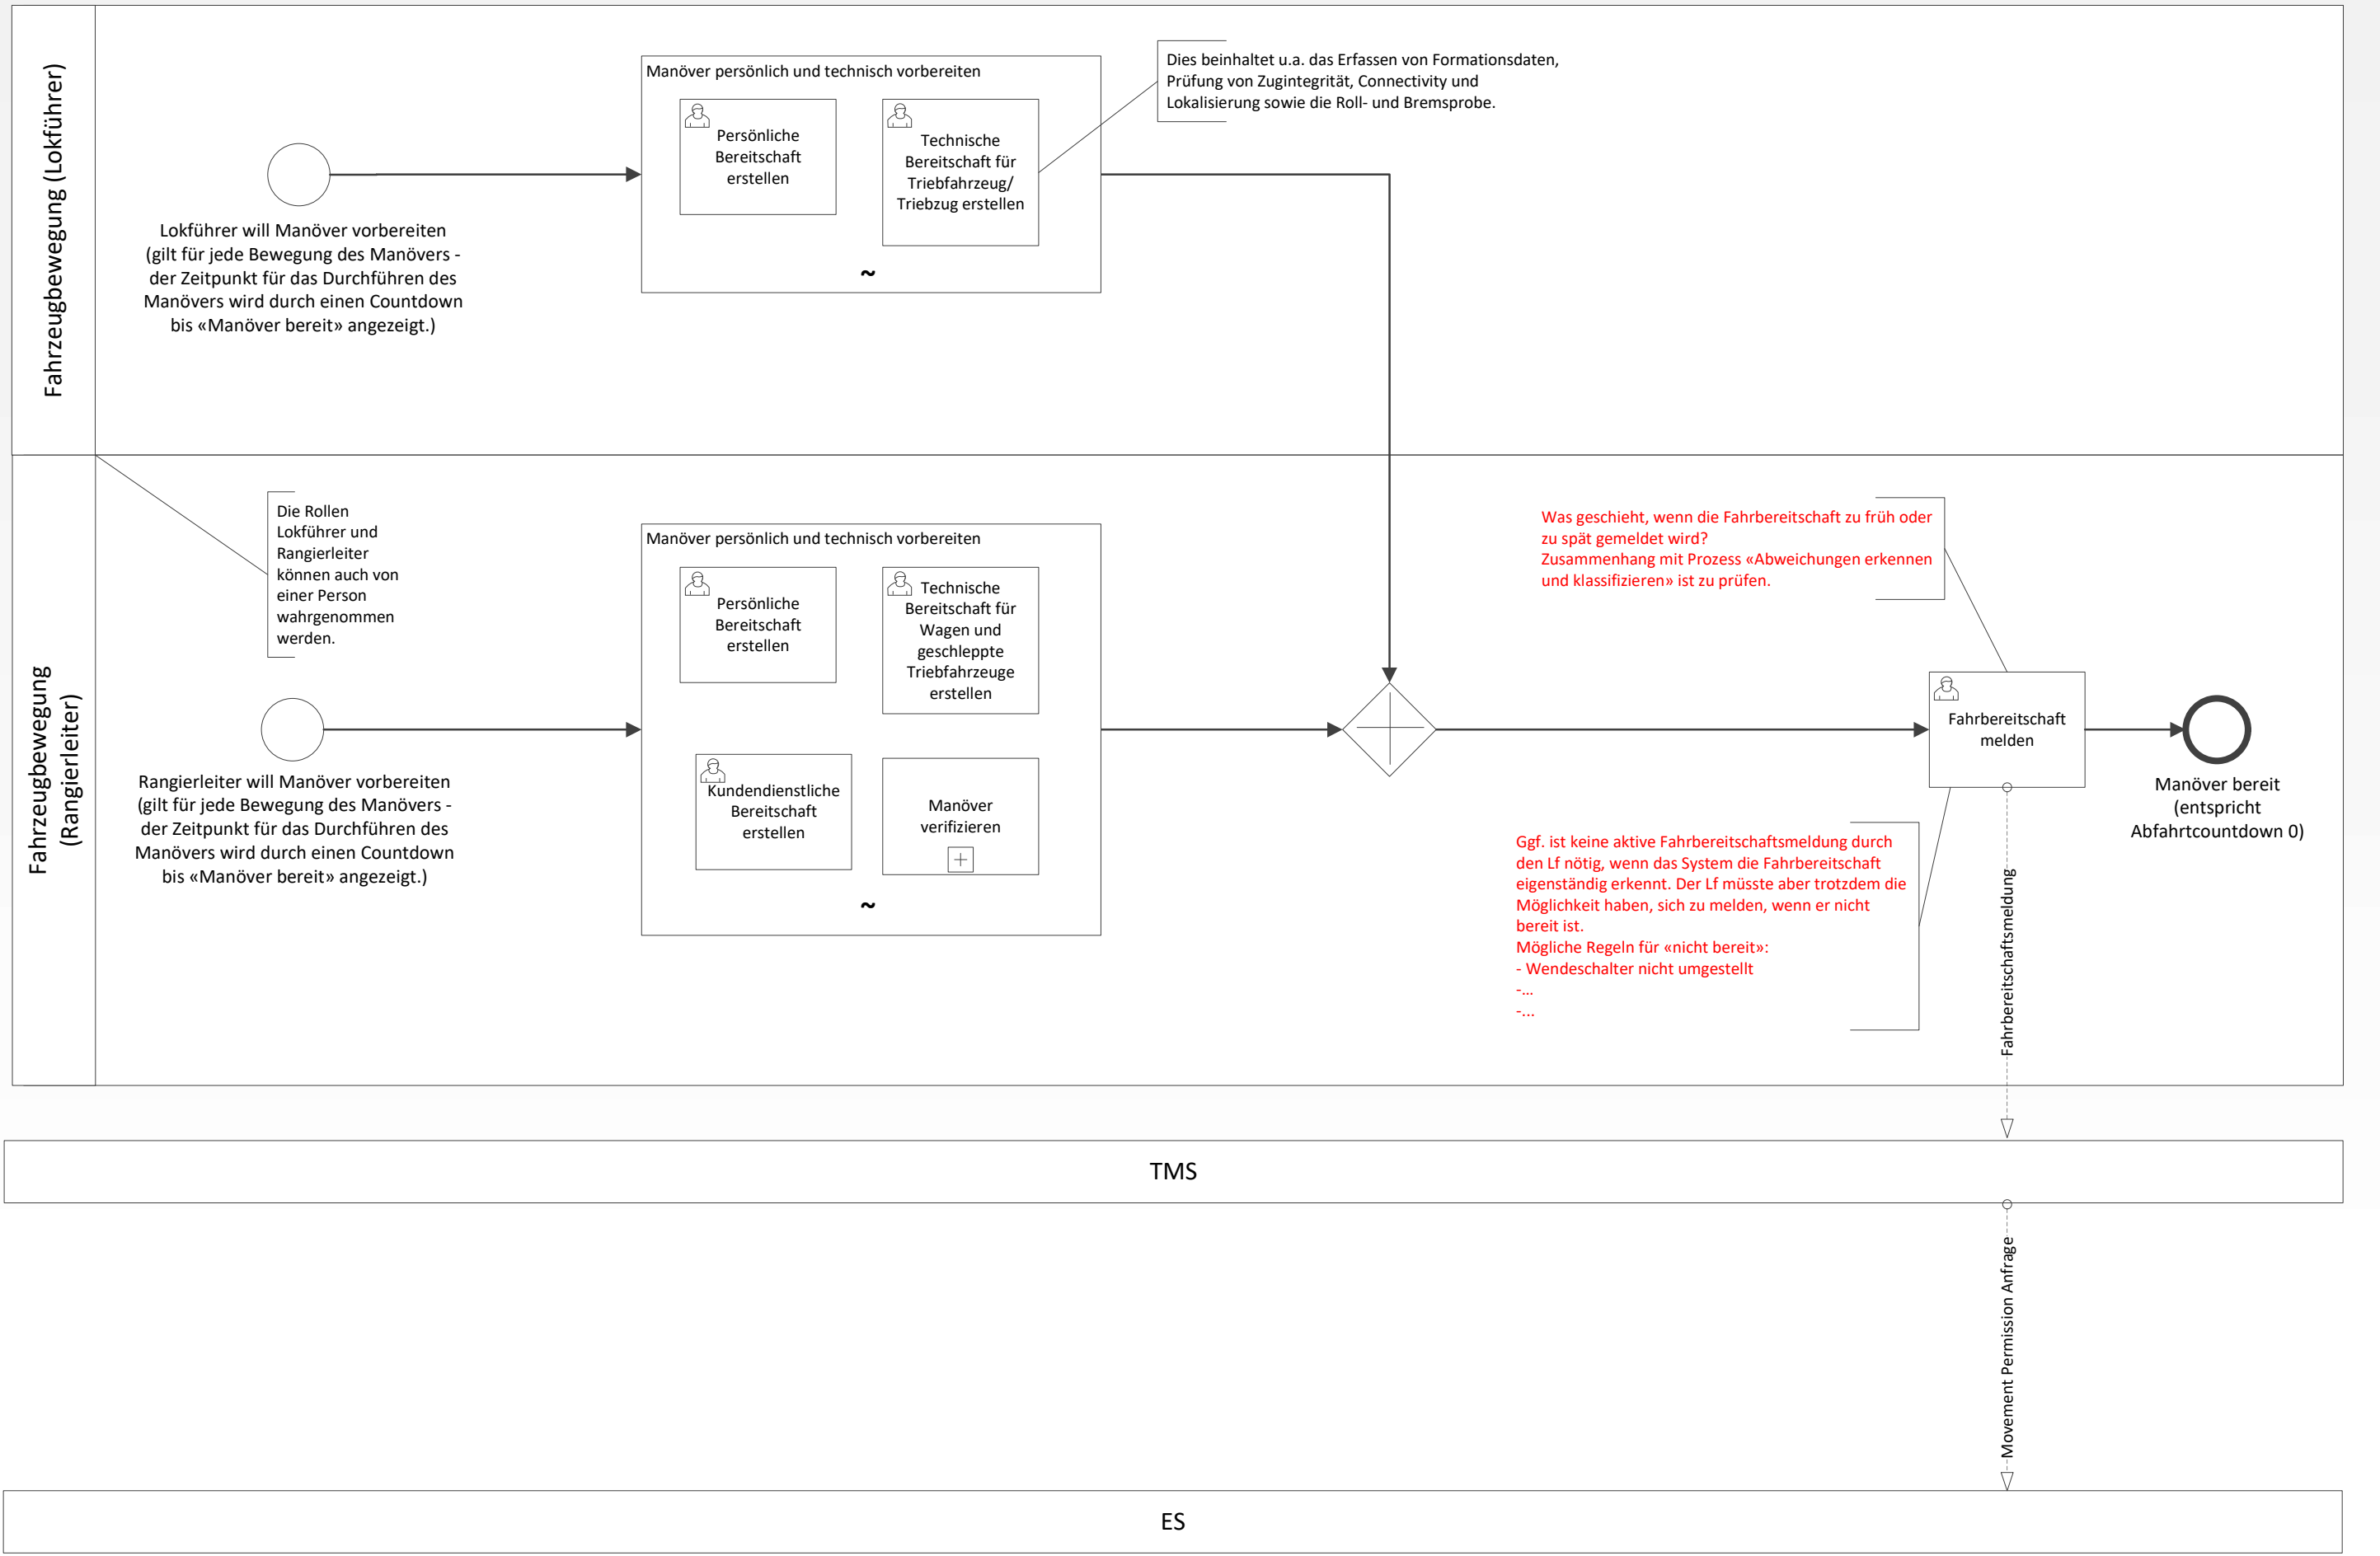 Fahrzeugbewegung (Lokführer)
Manöver persönlich und technisch vorbereiten
Persönliche
Bereitschaft
erstellen
Technische
Bereitschaft für
Triebfahrzeug/
Triebzug erstellen
~
Dies beinhaltet u.a. das Erfassen von Formationsdaten,
Prüfung von Zugintegrität, Connectivity und
Lokalisierung sowie die Roll- und Bremsprobe.
Lokführer will Manöver vorbereiten
(gilt für jede Bewegung des Manövers -
der Zeitpunkt für das Durchführen des
Manövers wird durch einen Countdown
bis «Manöver bereit» angezeigt.)
Fahrzeugbewegung
(Rangierleiter)
Die Rollen
Lokführer und
Rangierleiter
können auch von
einer Person
wahrgenommen
werden.
Rangierleiter will Manöver vorbereiten
(gilt für jede Bewegung des Manövers -
der Zeitpunkt für das Durchführen des
Manövers wird durch einen Countdown
bis «Manöver bereit» angezeigt.)
Manöver persönlich und technisch vorbereiten
Persönliche
Bereitschaft
erstellen
Technische
Bereitschaft für
Wagen und
geschleppte
Triebfahrzeuge
erstellen
Kundendienstliche
Bereitschaft
erstellen
Manöver
verifizieren
~
Was geschieht, wenn die Fahrbereitschaft zu früh oder
zu spät gemeldet wird?
Zusammenhang mit Prozess «Abweichungen erkennen
und klassifizieren» ist zu prüfen.
Fahrbereitschaft
melden
Manöver bereit
(entspricht
Abfahrtcountdown 0)
Ggf. ist keine aktive Fahrbereitschaftsmeldung durch
den Lf nötig, wenn das System die Fahrbereitschaft
eigenständig erkennt. Der Lf müsste aber trotzdem die
Möglichkeit haben, sich zu melden, wenn er nicht
bereit ist.
Mögliche Regeln für «nicht bereit»:
- Wendeschalter nicht umgestellt
-...
-...
Fahrbereitschaftsmeldung
TMS
Movement Permission Anfrage
ES